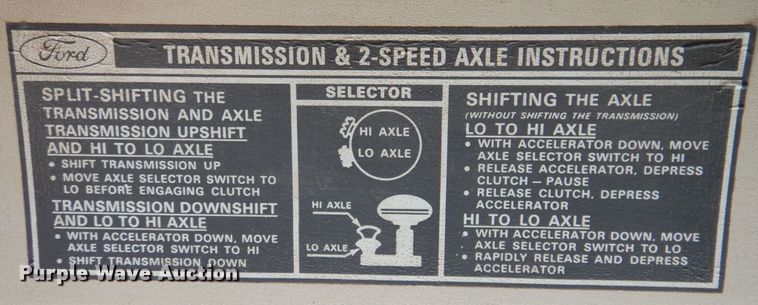 Ford
TRANSMISSION & 2-SPEED AXLE INSTRUCTIONS
SPLIT-SHIFTING THE
TRANSMISSION AND AXLE
TRANSMISSION UPSHIFT
AND HI TO LO AXLE
• SHIFT TRANSMISSION UP
• MOVE AXLE SELECTOR SWITCH TO
LO BEFORE ENGAGING CLUTCH
TRANSMISSION DOWNSHIFT
AND LO TO HI AXLE
• WITH ACCELERATOR DOWN, MOVE
AXLE SELECTOR SWITCH TO HI
• SHIFT TRANSMISSION DOWN
SELECTOR
HI AXLE
LO AXLE
HI AXLE
LO AXLE
SHIFTING THE AXLE
(WITHOUT SHIFTING THE TRANSMISSION)
LO TO HI AXLE
• WITH ACCELERATOR DOWN, MOVE
AXLE SELECTOR SWITCH TO HI
• RELEASE ACCELERATOR, DEPRESS
CLUTCH – PAUSE
• RELEASE CLUTCH, DEPRESS
ACCELERATOR
HI TO LO AXLE
• WITH ACCELERATOR DOWN, MOVE
AXLE SELECTOR SWITCH TO LO
• RAPIDLY RELEASE AND DEPRESS
ACCELERATOR
Purple Wave Auction